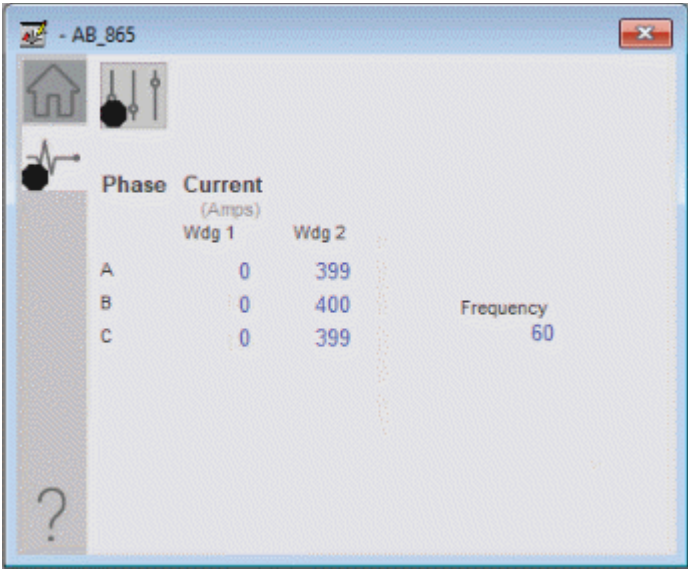 - AB_865
Phase Current
(Amps)
Wdg 1 Wdg 2
A 0 399
B 0 400
C 0 399
Frequency
60
?